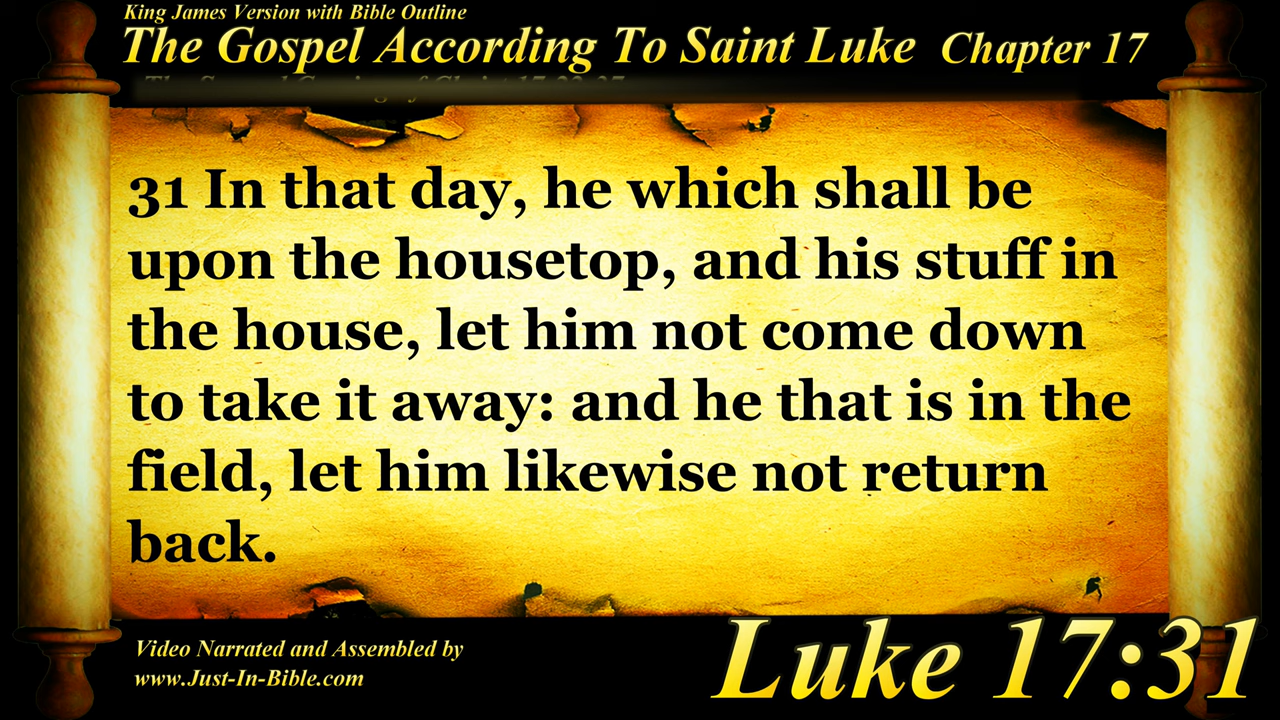 King James Version with Bible Outline
The Gospel According To Saint Luke Chapter 17
31 In that day, he which shall be
upon the housetop, and his stuff in
the house, let him not come down
to take it away: and he that is in the
field, let him likewise not return
back.
Video Narrated and Assembled by
www.Just-In-Bible.com
Luke 17:31